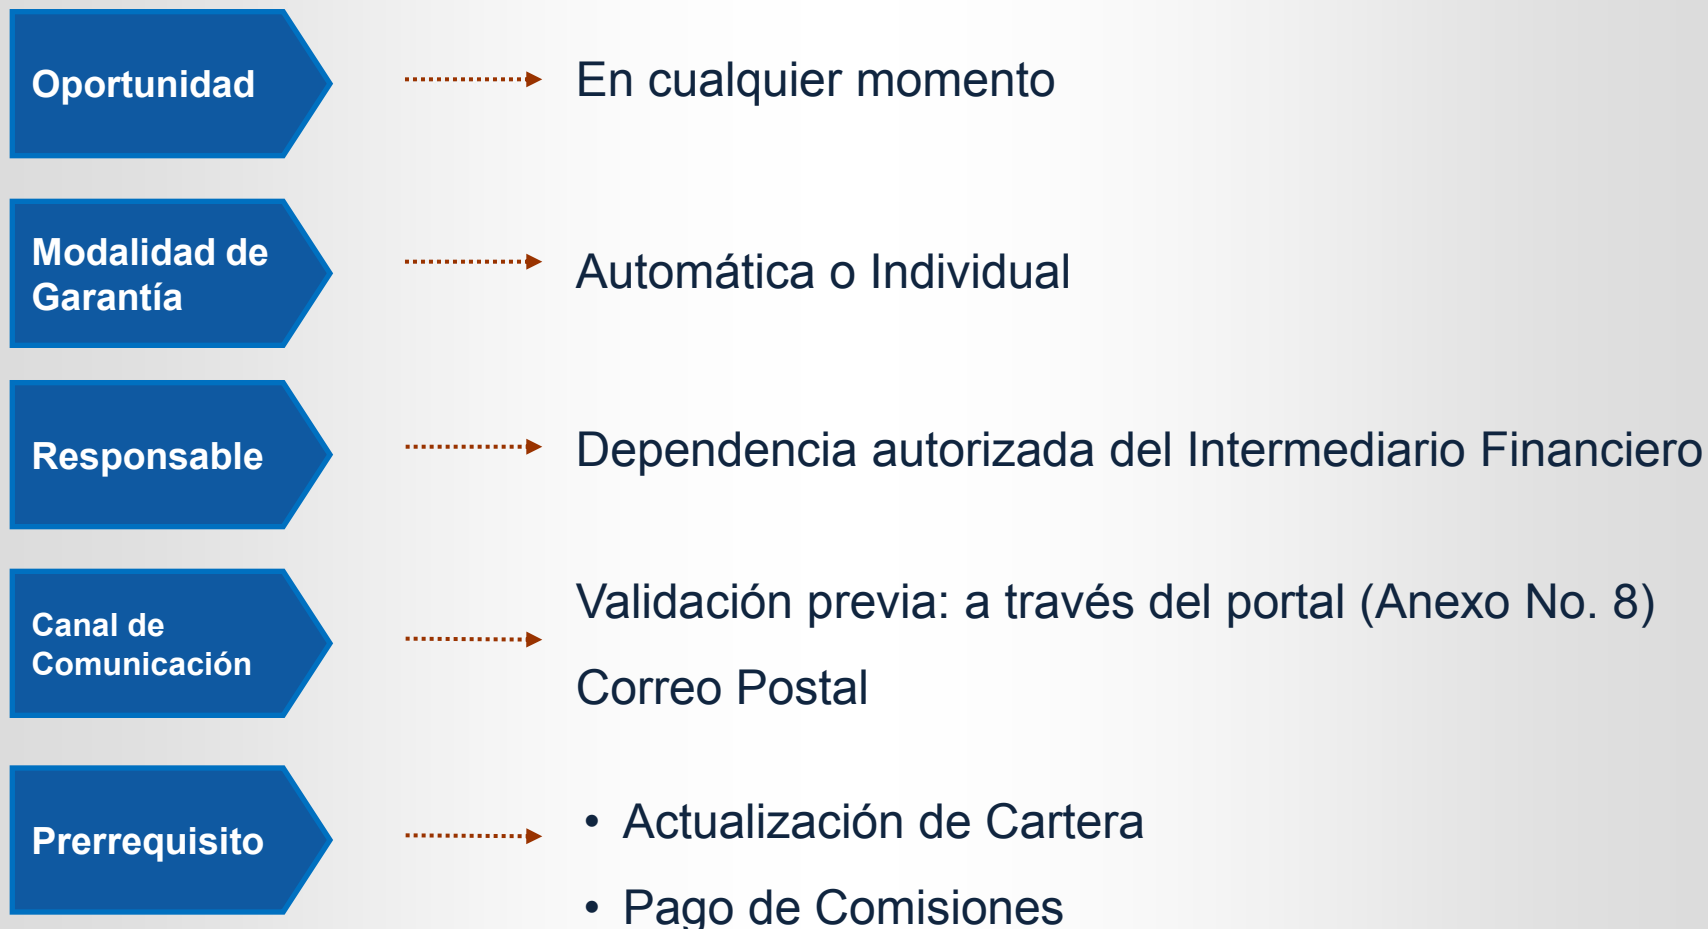 Oportunidad
En cualquier momento
Modalidad de
Garantía
Automática o Individual
Responsable
Dependencia autorizada del Intermediario Financiero
Canal de
Comunicación
Validación previa: a través del portal (Anexo No. 8)
Correo Postal
Prerrequisito
• Actualización de Cartera
• Pago de Comisiones